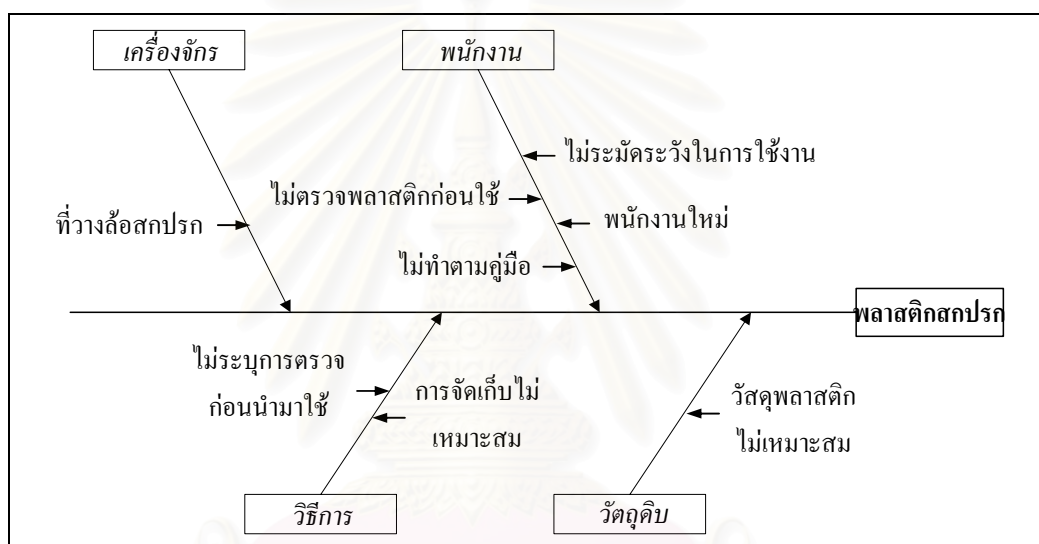 เครื่องจักร
พนักงาน
ไม่ระมัดระวังในการใช้งาน
ไม่ตรวจพลาสติกก่อนใช้
พนักงานใหม่
ที่วางล้อสกปรก
ไม่ทำตามคู่มือ
พลาสติกสกปรก
ไม่ระบุการตรวจ
ก่อนนำมาใช้
การจัดเก็บไม่
เหมาะสม
วัสดุพลาสติก
ไม่เหมาะสม
วิธีการ
วัตถุดิบ